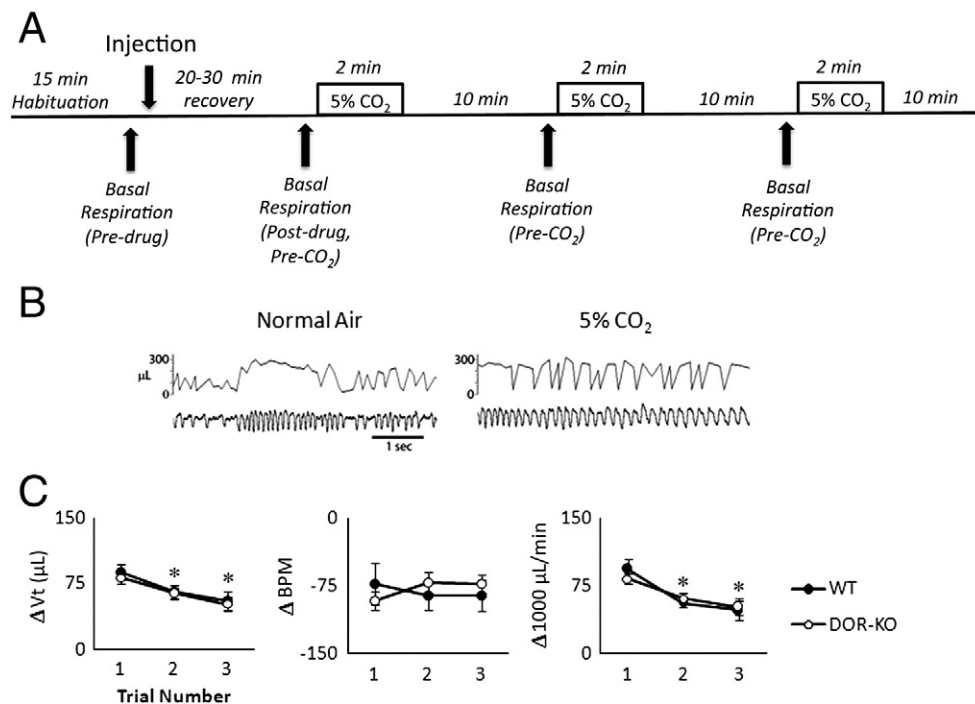 A
Injection
15 min
Habituation
20-30 min
recovery
2 min
5% CO₂
10 min
2 min
5% CO₂
10 min
2 min
5% CO₂
10 min
Basal
Respiration
(Pre-drug)
Basal
Respiration
(Post-drug,
Pre-CO₂)
Basal
Respiration
(Pre-CO₂)
Basal
Respiration
(Pre-CO₂)
B
Normal Air
5% CO₂
300
µL
0
300
0
1 sec
C
150
75
0
Δ Vt (µL)
1 2 3
Trial Number
* *
0
-75
-150
Δ BPM
1 2 3
150
75
0
Δ1000 µL/min
1 2 3
* *
WT
DOR-KO